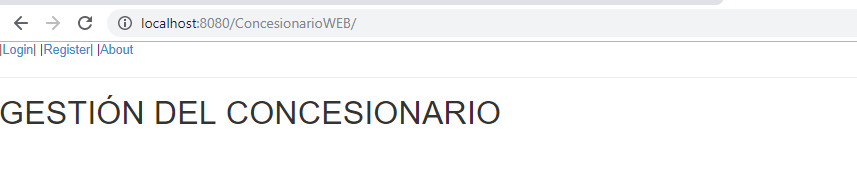 localhost:8080/ConcesionarioWEB/
|Login| |Register| |About
GESTIÓN DEL CONCESIONARIO